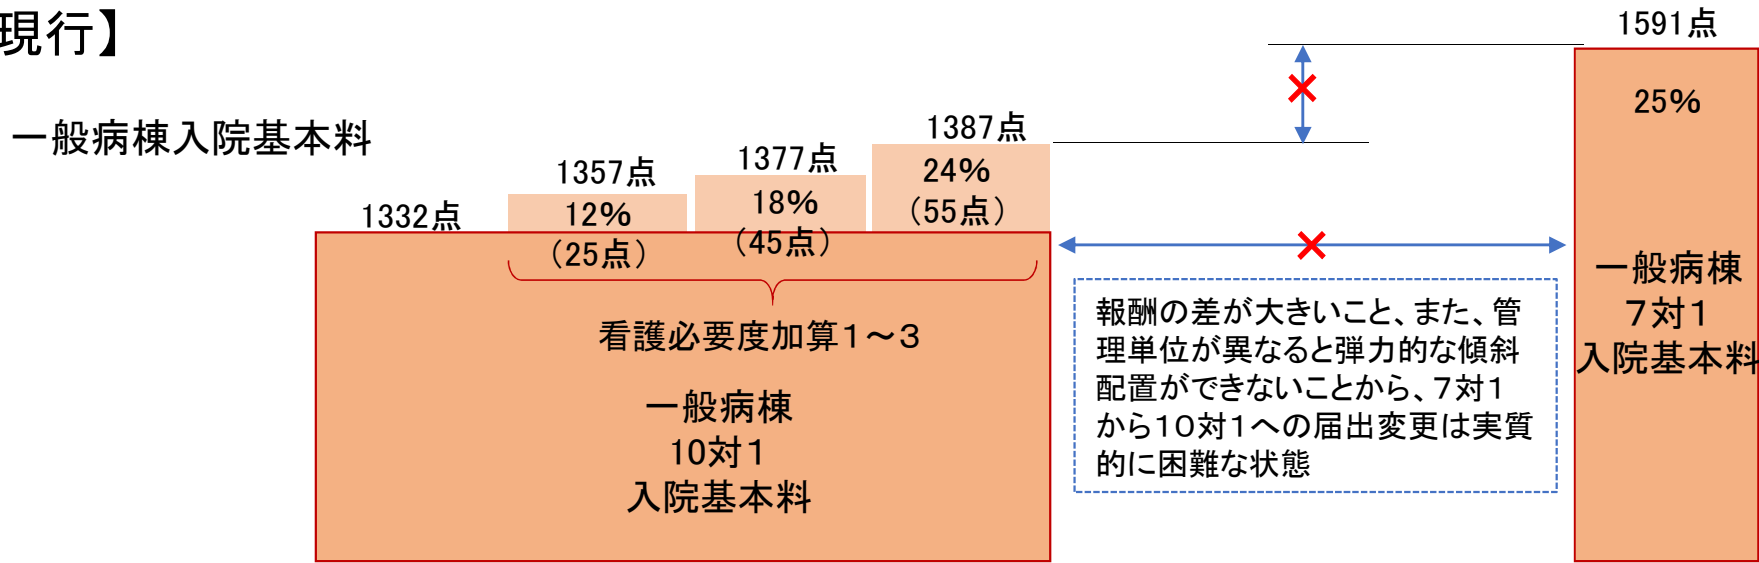 現行】
一般病棟入院基本料
1332点
1357点
12%
（25点）
1377点
18%
（45点）
1387点
24%
（55点）
看護必要度加算１～３
一般病棟
10対１
入院基本料
報酬の差が大きいこと、また、管
理単位が異なると弾力的な傾斜
配置ができないことから、７対１
から１０対１への届出変更は実質
的に困難な状態
1591点
25%
一般病棟
７対１
入院基本料